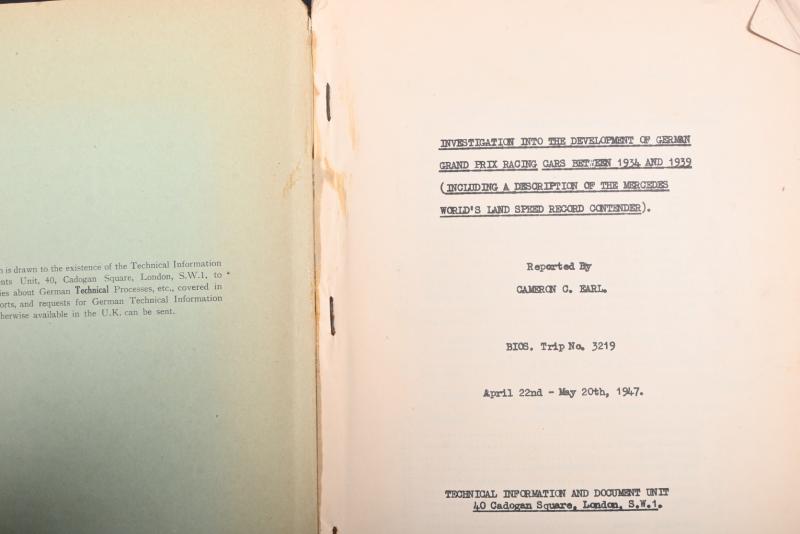 n is drawn to the existence of the Technical Information
ents Unit, 40, Cadogan Square, London, S.W.1, to
ies about German Technical Processes, etc., covered in
orts, and requests for German Technical Information
herwise available in the U.K. can be sent.
INVESTIGATION INTO THE DEVELOPMENT OF GERMAN
GRAND PRIX RACING CARS BETWEEN 1934 AND 1939
(INCLUDING A DESCRIPTION OF THE MERCEDES
WORLD'S LAND SPEED RECORD CONTENDER).
Reported By
CAMERON C. EARL.
BIOS. Trip No. 3219
April 22nd - May 20th, 1947.
TECHNICAL INFORMATION AND DOCUMENT UNIT
40 Cadogan Square, London, S.W.1.